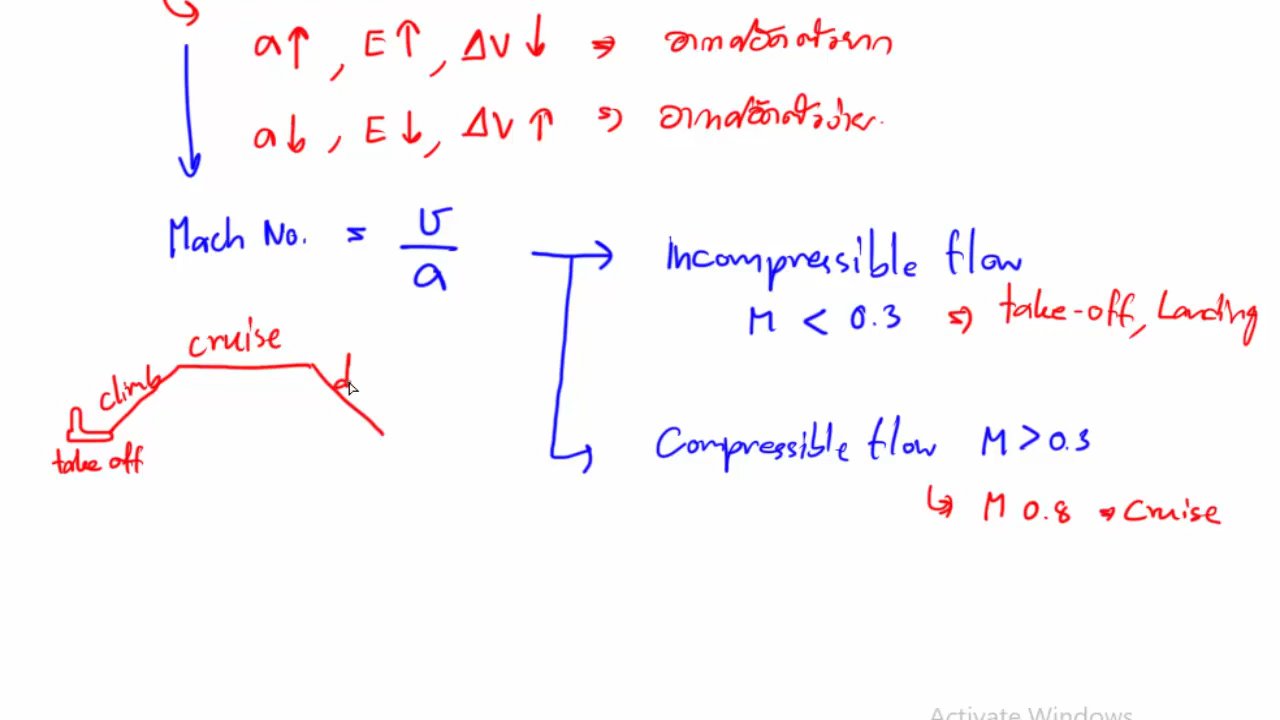 a↑, E↑, ΔV↓ ⇒ อากาศอัดตัวยาก
a↓, E↓, ΔV↑ ⇒ อากาศอัดตัวง่าย
Mach No. = v/a → Incompressible flow
M < 0.3 ⇒ take-off, Landing
cruise
climb
d
take off
Compressible flow M > 0.3
↳ M 0.8 → Cruise
Activate Windows